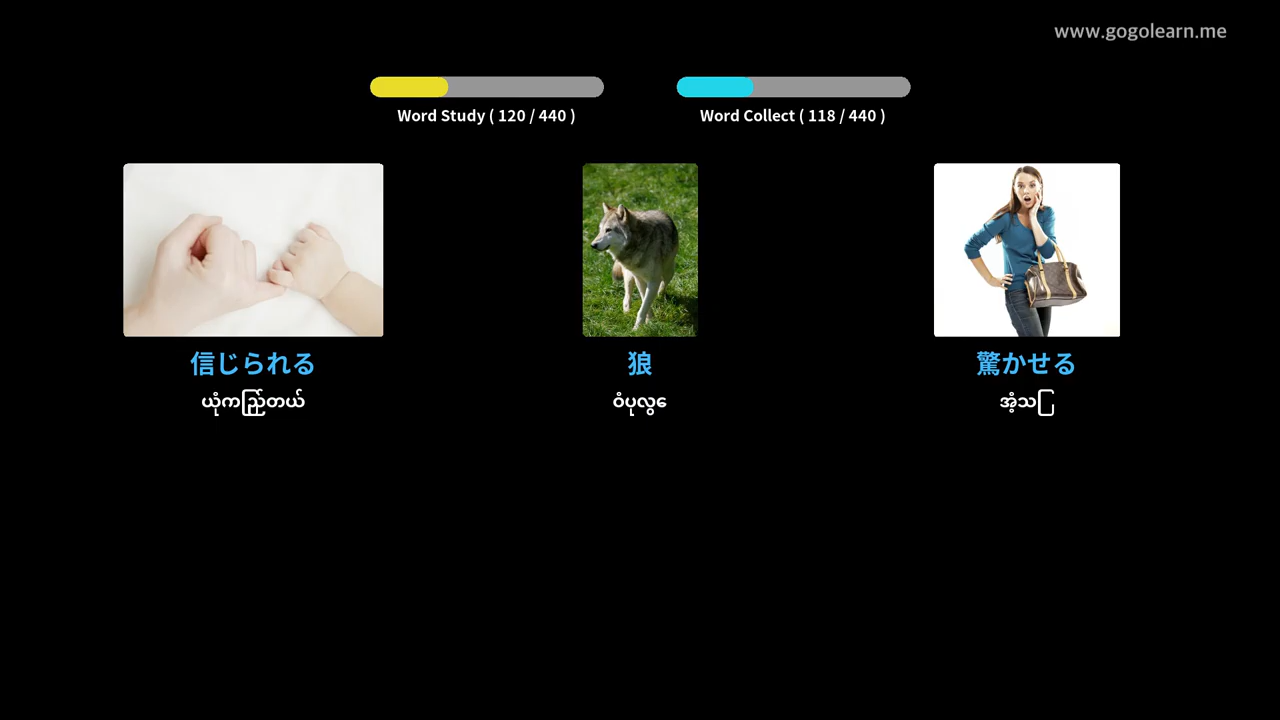 www.gogolearn.me
Word Study ( 120 / 440 )
Word Collect ( 118 / 440 )
信じられる
狼
驚かせる
ယုံကြည်တယ်
ဝံပုလွေ
အံ့သြ